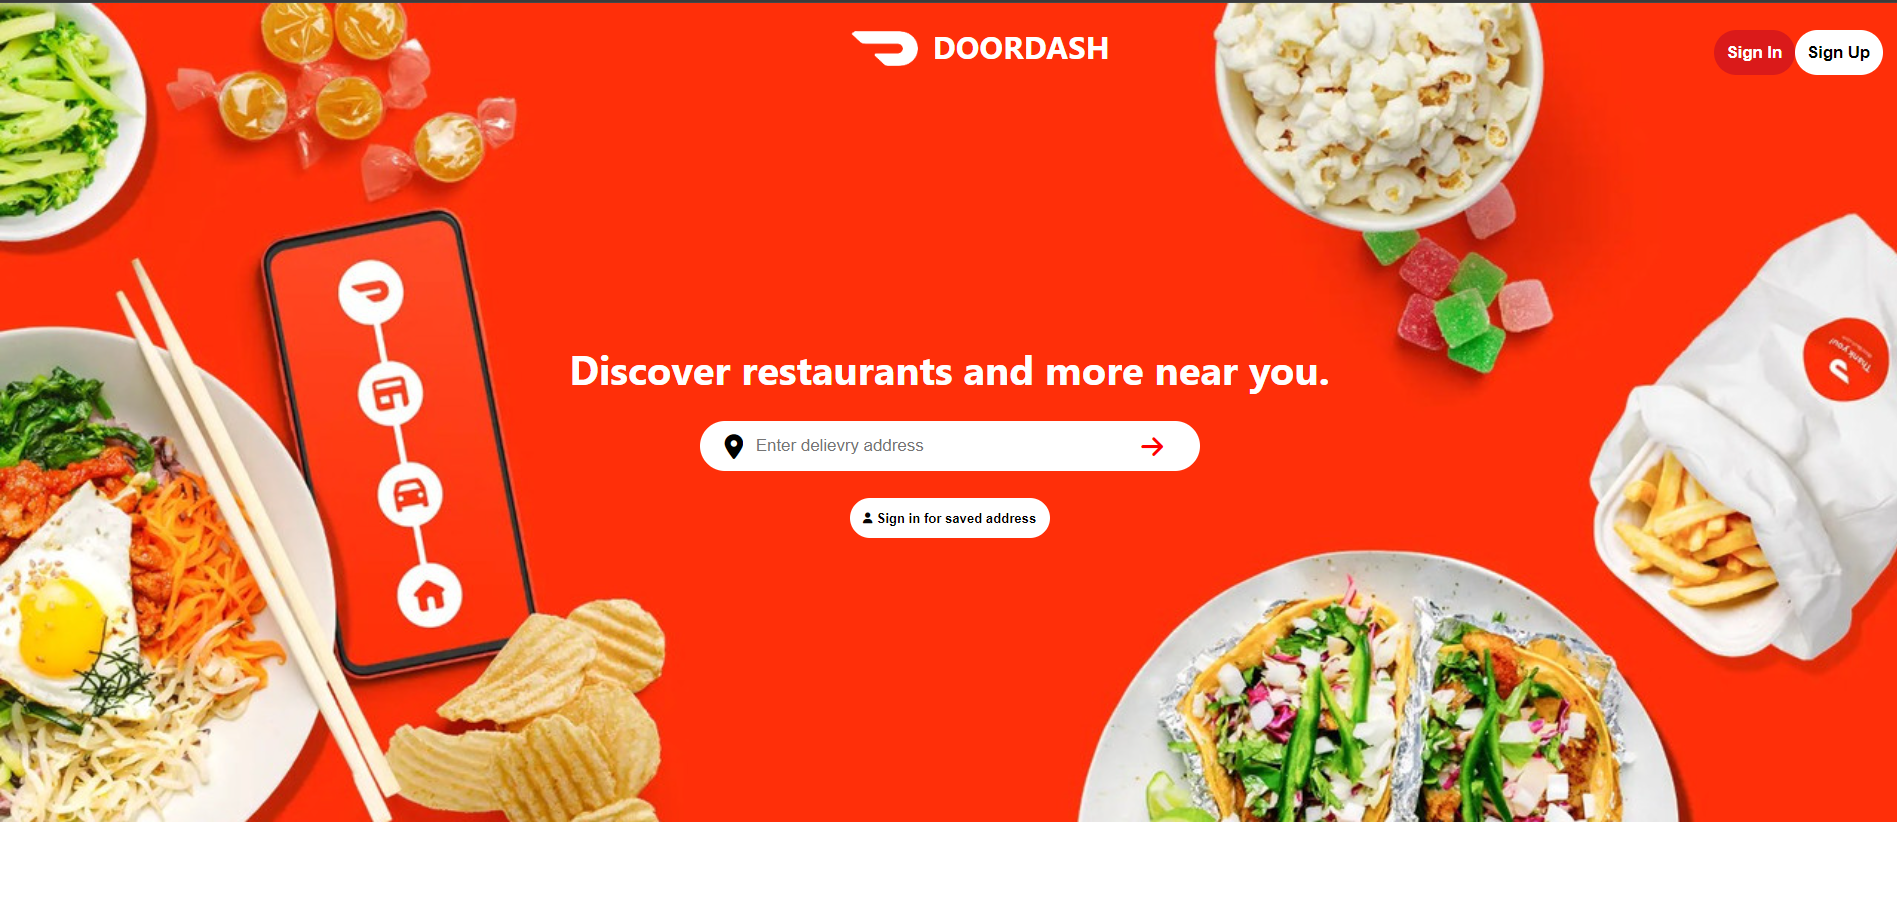 DOORDASH
Sign In
Sign Up
Discover restaurants and more near you.
Enter delievry address
Sign in for saved address
Thank you!